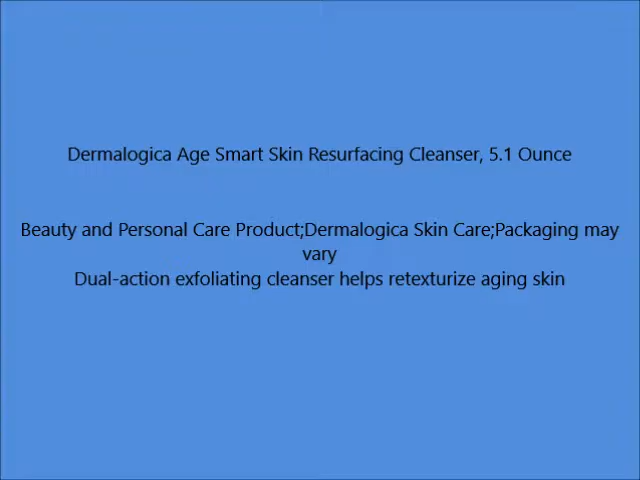 Dermalogica Age Smart Skin Resurfacing Cleanser, 5.1 Ounce
Beauty and Personal Care Product;Dermalogica Skin Care;Packaging may
vary
Dual-action exfoliating cleanser helps retexturize aging skin